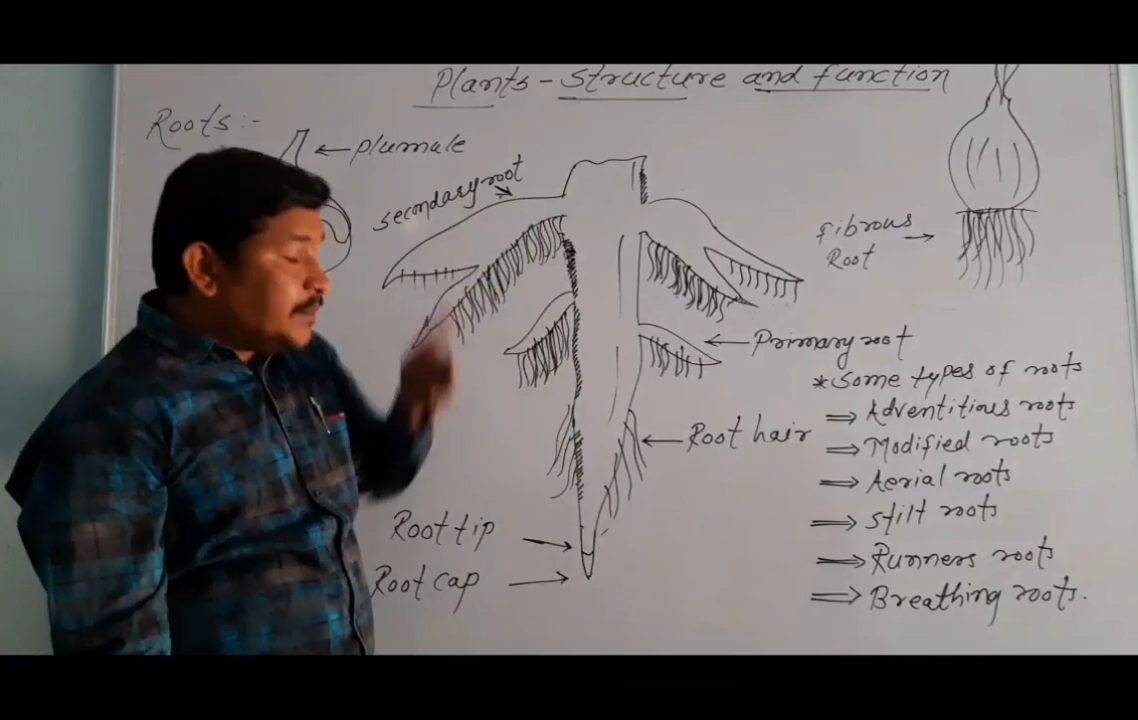 Plants - Structure and function
Roots :-
plumale
secondary root
fibrous
Root
Primary root
*Some types of roots
⇒ Adventitious roots
Root hair
⇒ Modified roots
⇒ Aerial roots
⇒ Stilt roots
Root tip
⇒ Runners roots
Root cap
⇒ Breathing roots.